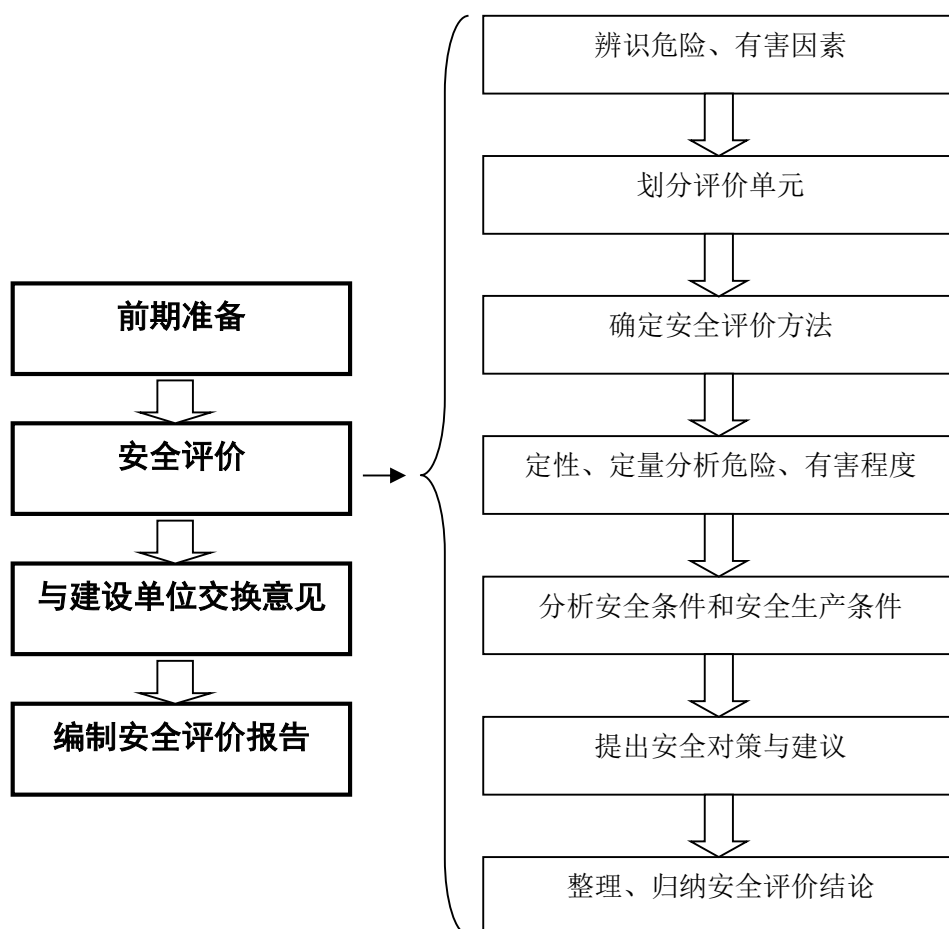 前期准备
安全评价
与建设单位交换意见
编制安全评价报告
辨识危险、有害因素
划分评价单元
确定安全评价方法
定性、定量分析危险、有害程度
分析安全条件和安全生产条件
提出安全对策与建议
整理、归纳安全评价结论